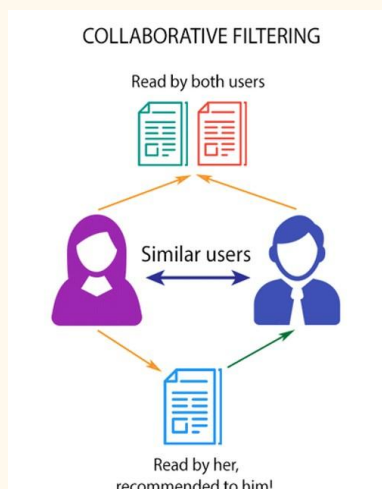 COLLABORATIVE FILTERING
Read by both users
Similar users
Read by her,
recommended to him!